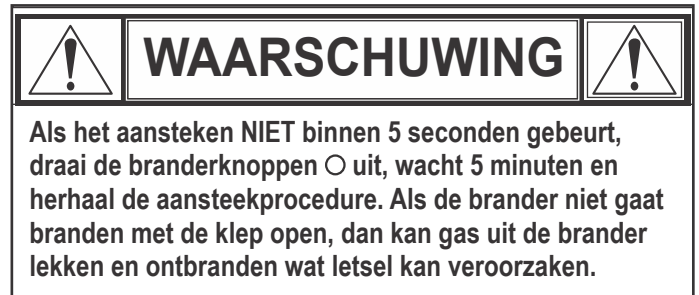 WAARSCHUWING
Als het aansteken NIET binnen 5 seconden gebeurt,
draai de branderknoppen ○ uit, wacht 5 minuten en
herhaal de aansteekprocedure. Als de brander niet gaat
branden met de klep open, dan kan gas uit de brander
lekken en ontbranden wat letsel kan veroorzaken.